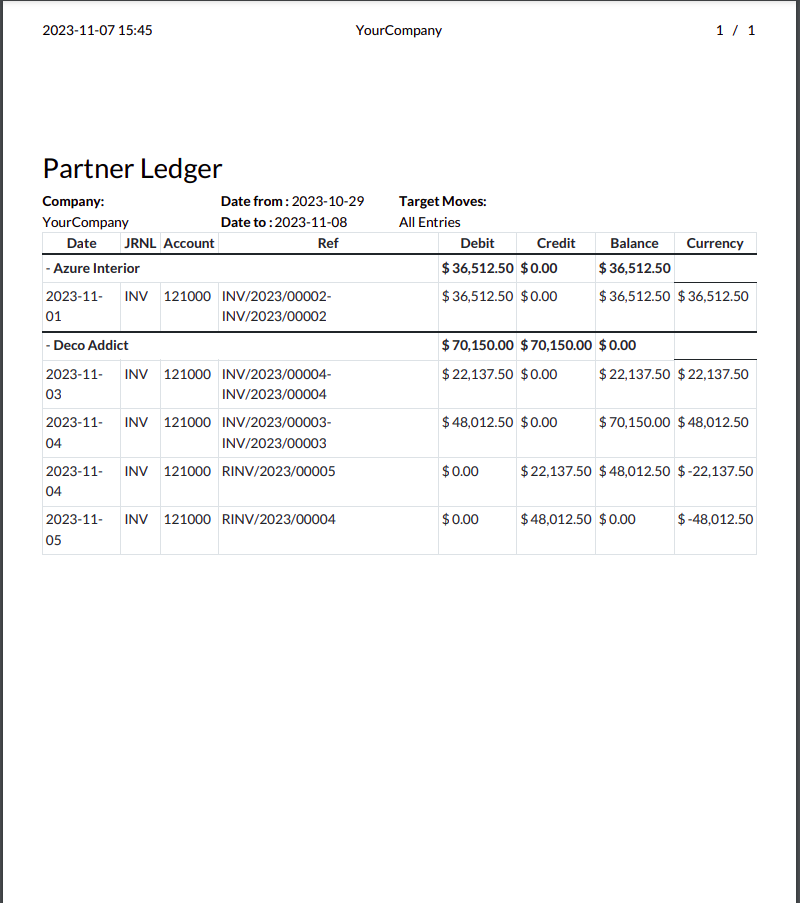 2023-11-07 15:45 YourCompany 1 / 1
Partner Ledger
Company: Date from : 2023-10-29 Target Moves:
YourCompany Date to : 2023-11-08 All Entries
Date JRNL Account Ref Debit Credit Balance Currency
- Azure Interior $ 36,512.50 $ 0.00 $ 36,512.50
2023-11- INV 121000 INV/2023/00002- $ 36,512.50 $ 0.00 $ 36,512.50 $ 36,512.50
01 INV/2023/00002
- Deco Addict $ 70,150.00 $ 70,150.00 $ 0.00
2023-11- INV 121000 INV/2023/00004- $ 22,137.50 $ 0.00 $ 22,137.50 $ 22,137.50
03 INV/2023/00004
2023-11- INV 121000 INV/2023/00003- $ 48,012.50 $ 0.00 $ 70,150.00 $ 48,012.50
04 INV/2023/00003
2023-11- INV 121000 RINV/2023/00005 $ 0.00 $ 22,137.50 $ 48,012.50 $ -22,137.50
04
2023-11- INV 121000 RINV/2023/00004 $ 0.00 $ 48,012.50 $ 0.00 $ -48,012.50
05